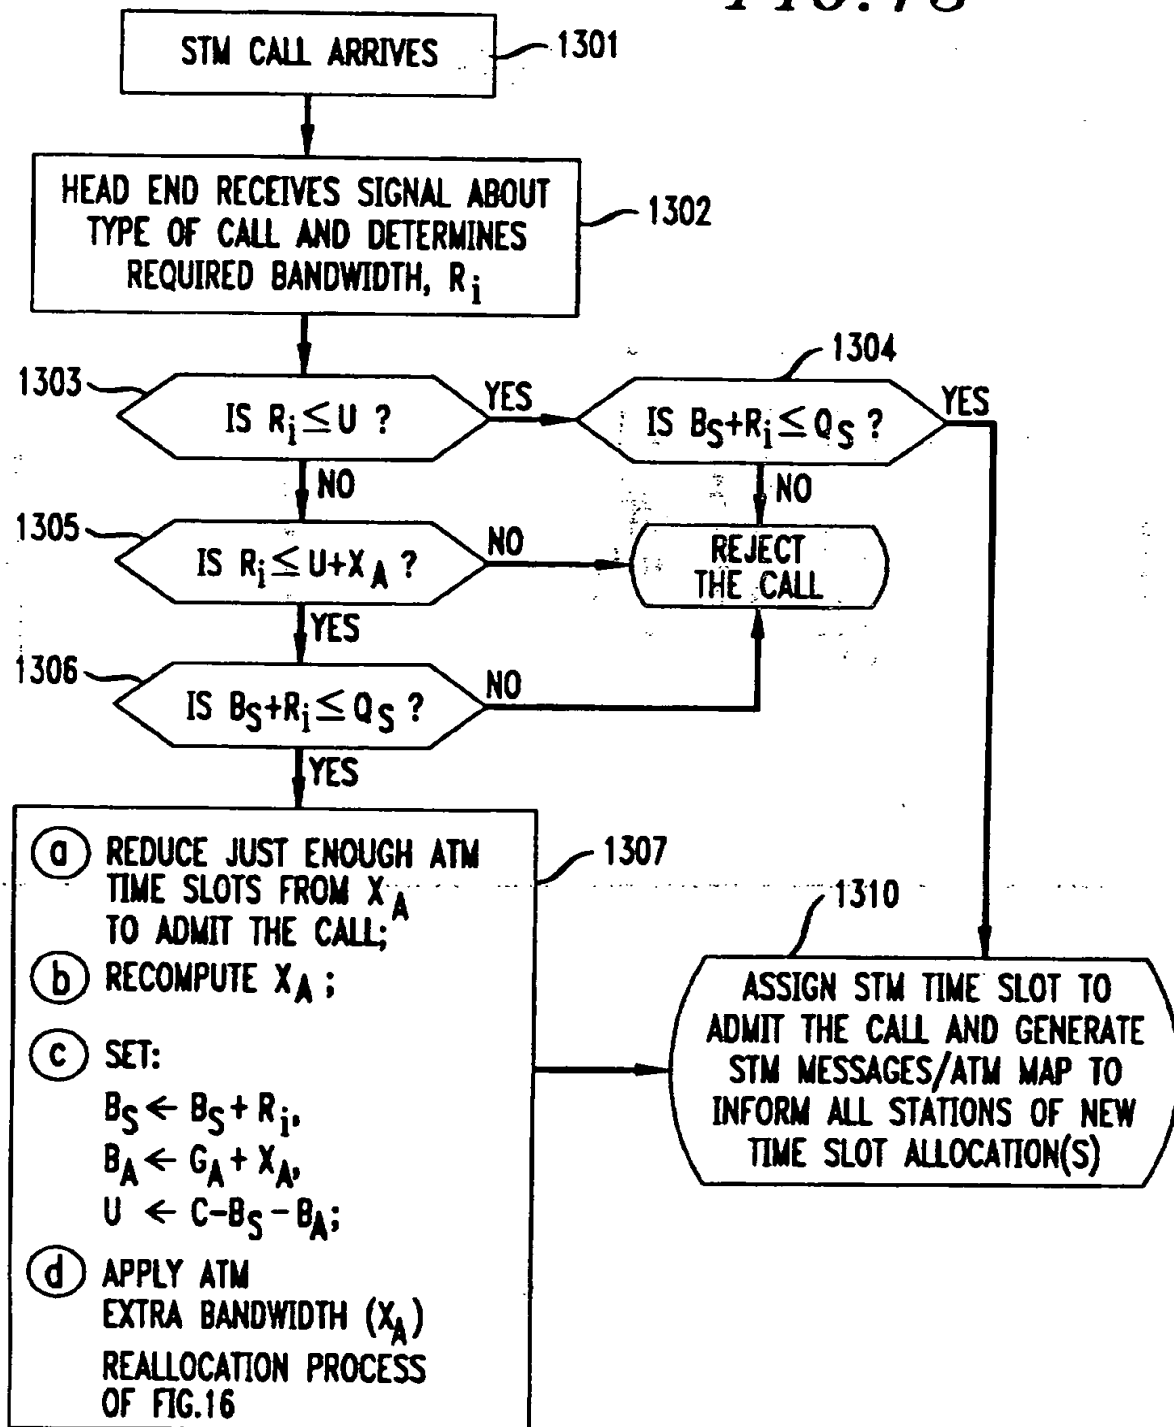 FIG. 13
STM CALL ARRIVES
1301
HEAD END RECEIVES SIGNAL ABOUT
TYPE OF CALL AND DETERMINES
REQUIRED BANDWIDTH, Ri
1302
1303
IS Ri ≤ U ?
YES
1304
IS BS+Ri ≤ QS ?
YES
NO
NO
1305
IS Ri ≤ U+XA ?
NO
REJECT
THE CALL
YES
1306
IS BS+Ri ≤ QS ?
NO
YES
1307
a REDUCE JUST ENOUGH ATM
TIME SLOTS FROM XA
TO ADMIT THE CALL;
b RECOMPUTE XA ;
c SET:
BS ← BS + Ri,
BA ← GA + XA,
U ← C-BS - BA;
d APPLY ATM
EXTRA BANDWIDTH (XA)
REALLOCATION PROCESS
OF FIG.16
1310
ASSIGN STM TIME SLOT TO
ADMIT THE CALL AND GENERATE
STM MESSAGES/ATM MAP TO
INFORM ALL STATIONS OF NEW
TIME SLOT ALLOCATION(S)